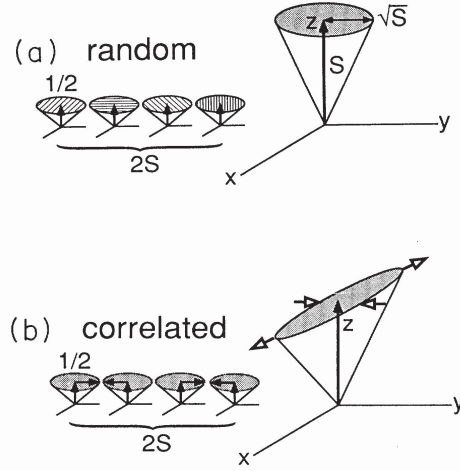 (a) random
1/2
2S
z
√S
S
y
x
(b) correlated
1/2
2S
z
y
x